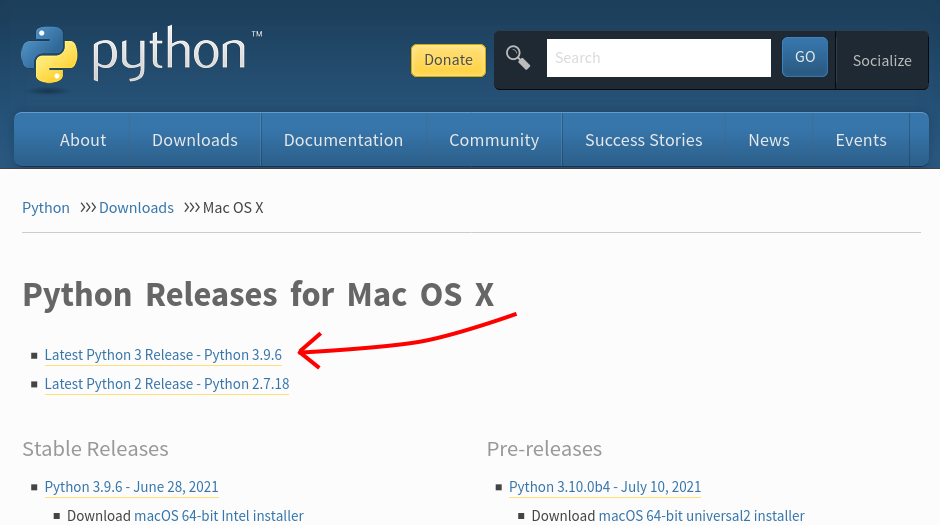 python™
Donate
Search
GO
Socialize
About Downloads Documentation Community Success Stories News Events
Python >>> Downloads >>> Mac OS X
Python Releases for Mac OS X
Latest Python 3 Release - Python 3.9.6
Latest Python 2 Release - Python 2.7.18
Stable Releases
Python 3.9.6 - June 28, 2021
Download macOS 64-bit Intel installer
Pre-releases
Python 3.10.0b4 - July 10, 2021
Download macOS 64-bit universal2 installer